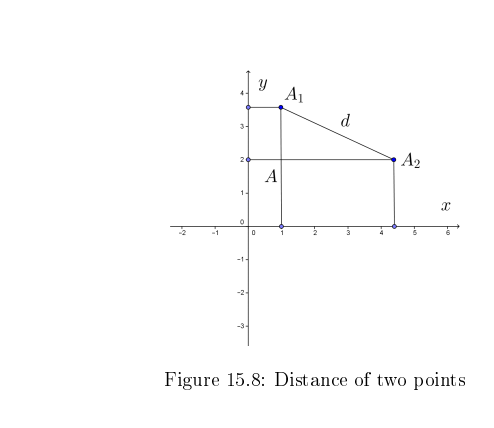 y
A₁
4
d
3
2
A₂
A
1
x
0
−2 −1 0 1 2 3 4 5 6
−1
−2
−3
Figure 15.8: Distance of two points